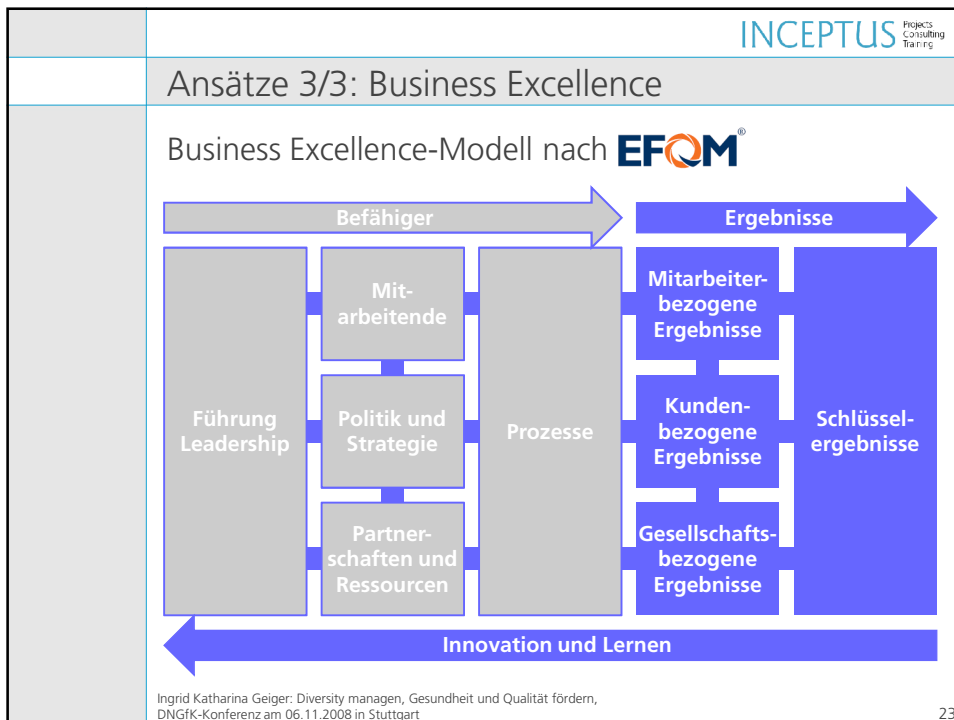 INCEPTUS Projects
Consulting
Training
Ansätze 3/3: Business Excellence
Business Excellence-Modell nach EFQM®
Befähiger
Ergebnisse
Führung
Leadership
Mit-
arbeitende
Politik und
Strategie
Partner-
schaften und
Ressourcen
Prozesse
Mitarbeiter-
bezogene
Ergebnisse
Kunden-
bezogene
Ergebnisse
Gesellschafts-
bezogene
Ergebnisse
Schlüssel-
ergebnisse
Innovation und Lernen
Ingrid Katharina Geiger: Diversity managen, Gesundheit und Qualität fördern,
DNGfK-Konferenz am 06.11.2008 in Stuttgart
23